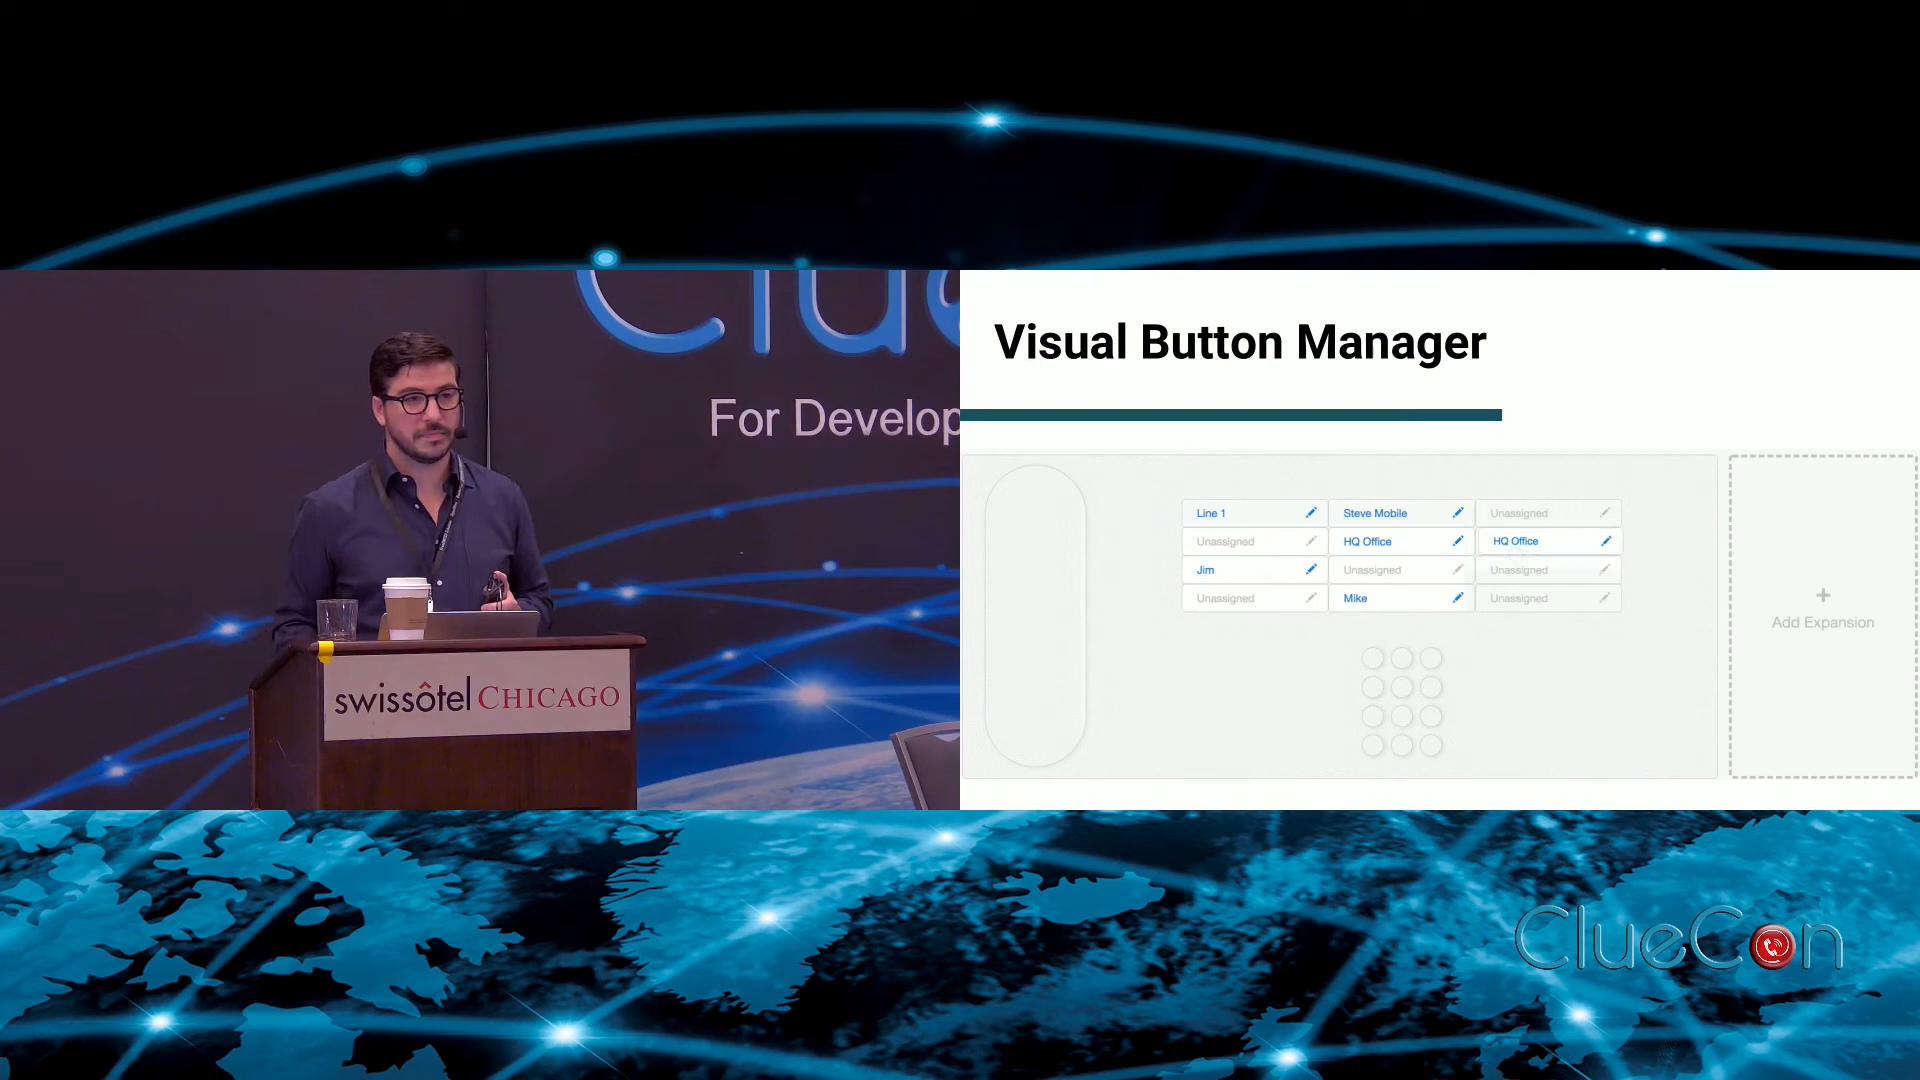 Clue
For Develop
swissôtel CHICAGO
Visual Button Manager
Line 1
Steve Mobile
Unassigned
Unassigned
HQ Office
HQ Office
Jim
Unassigned
Unassigned
Unassigned
Mike
Unassigned
+
Add Expansion
ClueCon